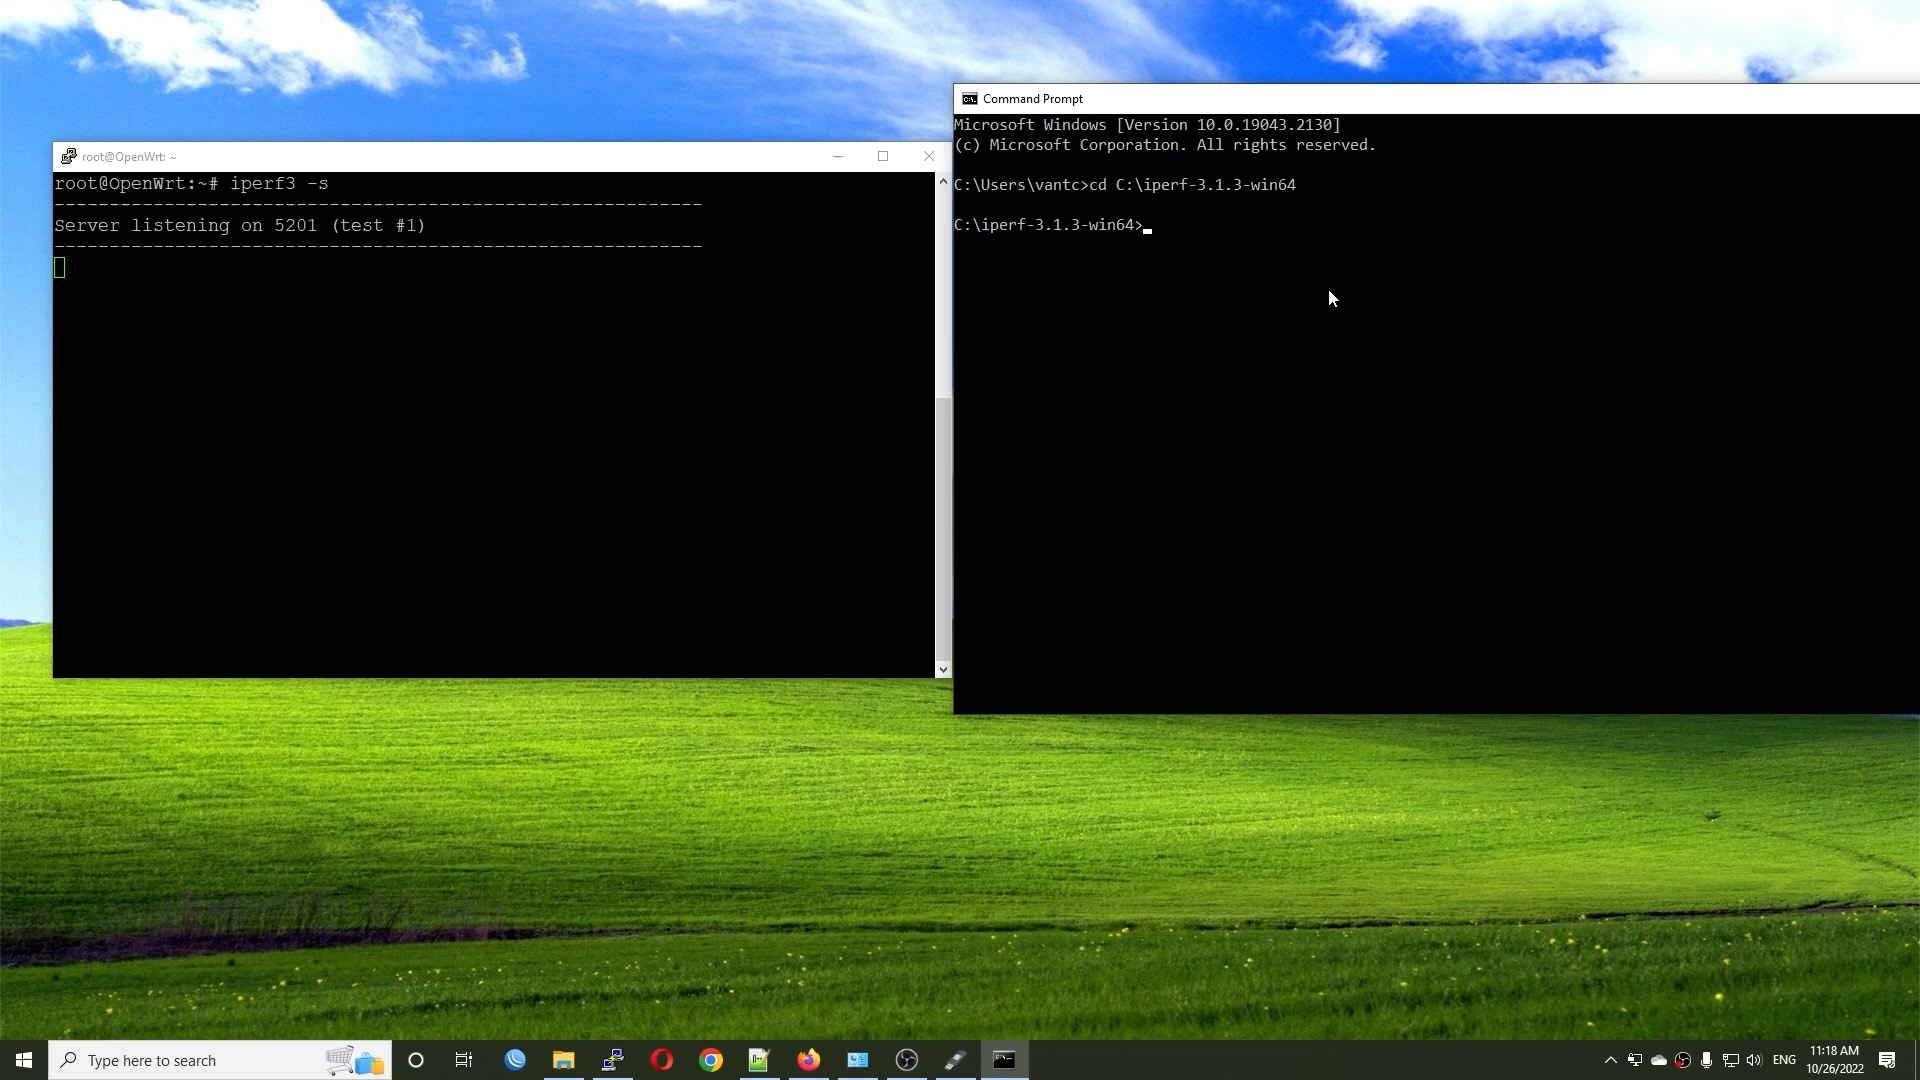 root@OpenWrt: ~
root@OpenWrt:~# iperf3 -s
-----------------------------------------------------------
Server listening on 5201 (test #1)
-----------------------------------------------------------
Command Prompt
Microsoft Windows [Version 10.0.19043.2130]
(c) Microsoft Corporation. All rights reserved.
C:\Users\vantc>cd C:\iperf-3.1.3-win64
C:\iperf-3.1.3-win64>
Type here to search
ENG
11:18 AM
10/26/2022